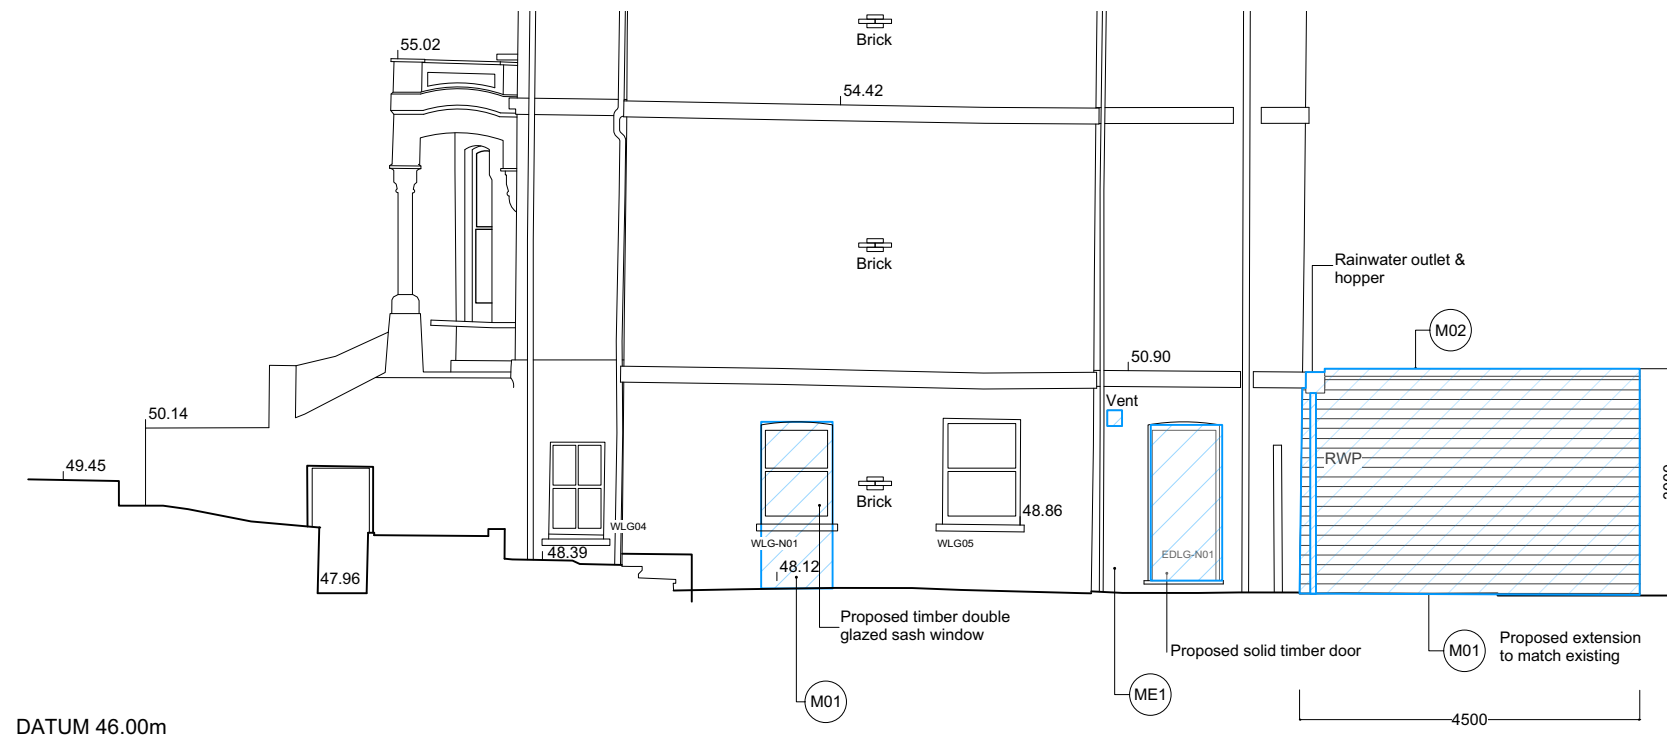 Brick
55.02
54.42
Brick
Rainwater outlet &
hopper
M02
50.90
Vent
50.14
49.45
RWP
Brick
48.86
WLG04
WLG-N01
WLG05
EDLG-N01
48.39
48.12
47.96
Proposed timber double
glazed sash window
Proposed solid timber door
M01
Proposed extension
to match existing
M01
ME1
4500
DATUM 46.00m